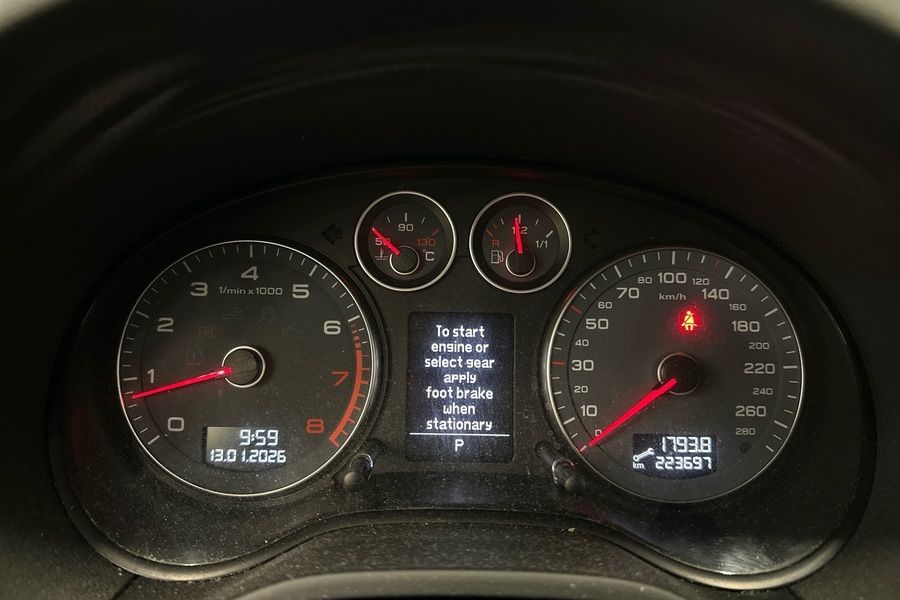 90
50
130
°C
R
1/2
1/1
4
3
1/min x 1000
5
2
6
EPC
1
7
0
8
9:59
13.01.2026
To start
engine or
select gear
apply
foot brake
when
stationary
P
80
100
120
70
km/h
140
60
160
50
180
40
200
30
220
20
240
10
260
0
280
1793.8
km
223697